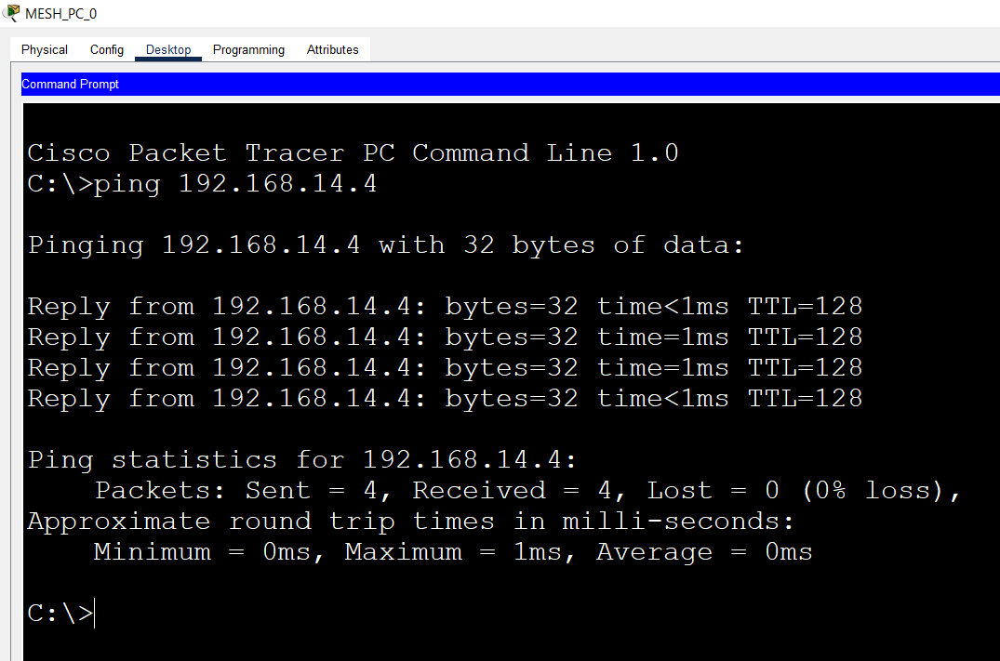 MESH_PC_0
Physical Config Desktop Programming Attributes
Command Prompt
Cisco Packet Tracer PC Command Line 1.0
C:\>ping 192.168.14.4
Pinging 192.168.14.4 with 32 bytes of data:
Reply from 192.168.14.4: bytes=32 time<1ms TTL=128
Reply from 192.168.14.4: bytes=32 time=1ms TTL=128
Reply from 192.168.14.4: bytes=32 time=1ms TTL=128
Reply from 192.168.14.4: bytes=32 time<1ms TTL=128
Ping statistics for 192.168.14.4:
Packets: Sent = 4, Received = 4, Lost = 0 (0% loss),
Approximate round trip times in milli-seconds:
Minimum = 0ms, Maximum = 1ms, Average = 0ms
C:\>